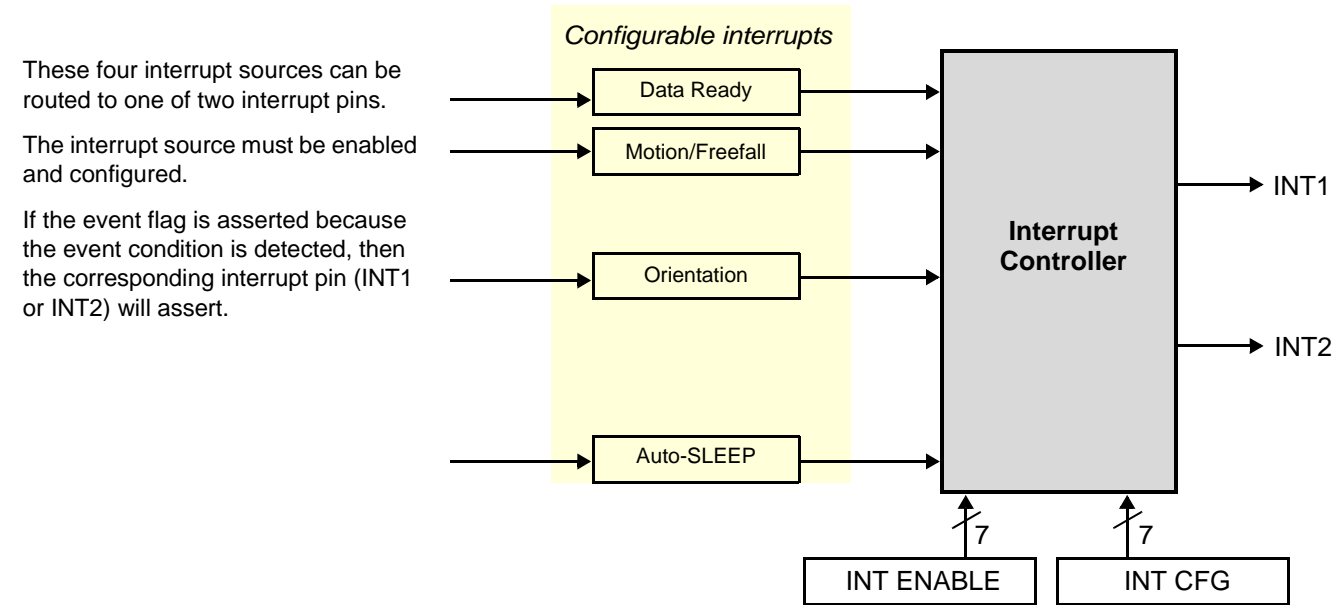 Configurable interrupts
These four interrupt sources can be
routed to one of two interrupt pins.
The interrupt source must be enabled
and configured.
If the event flag is asserted because
the event condition is detected, then
the corresponding interrupt pin (INT1
or INT2) will assert.
Data Ready
Motion/Freefall
Orientation
Auto-SLEEP
Interrupt
Controller
INT1
INT2
7
7
INT ENABLE
INT CFG